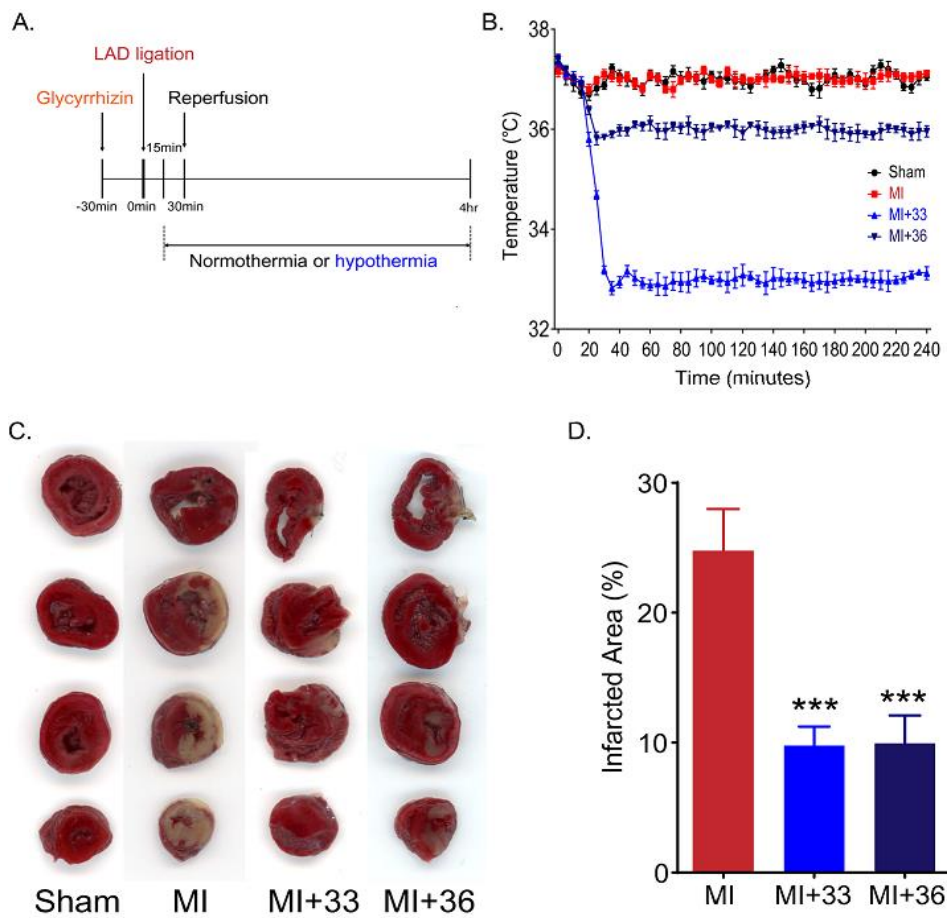 A.
LAD ligation
Glycyrrhizin
Reperfusion
15min
-30min
0min
30min
4hr
Normothermia or hypothermia
B.
38
36
34
32
Temperature (°C)
Sham
MI
MI+33
MI+36
0 20 40 60 80 100 120 140 160 180 200 220 240
Time (minutes)
C.
Sham MI MI+33 MI+36
D.
30
20
10
0
Infarcted Area (%)
***
***
MI MI+33 MI+36